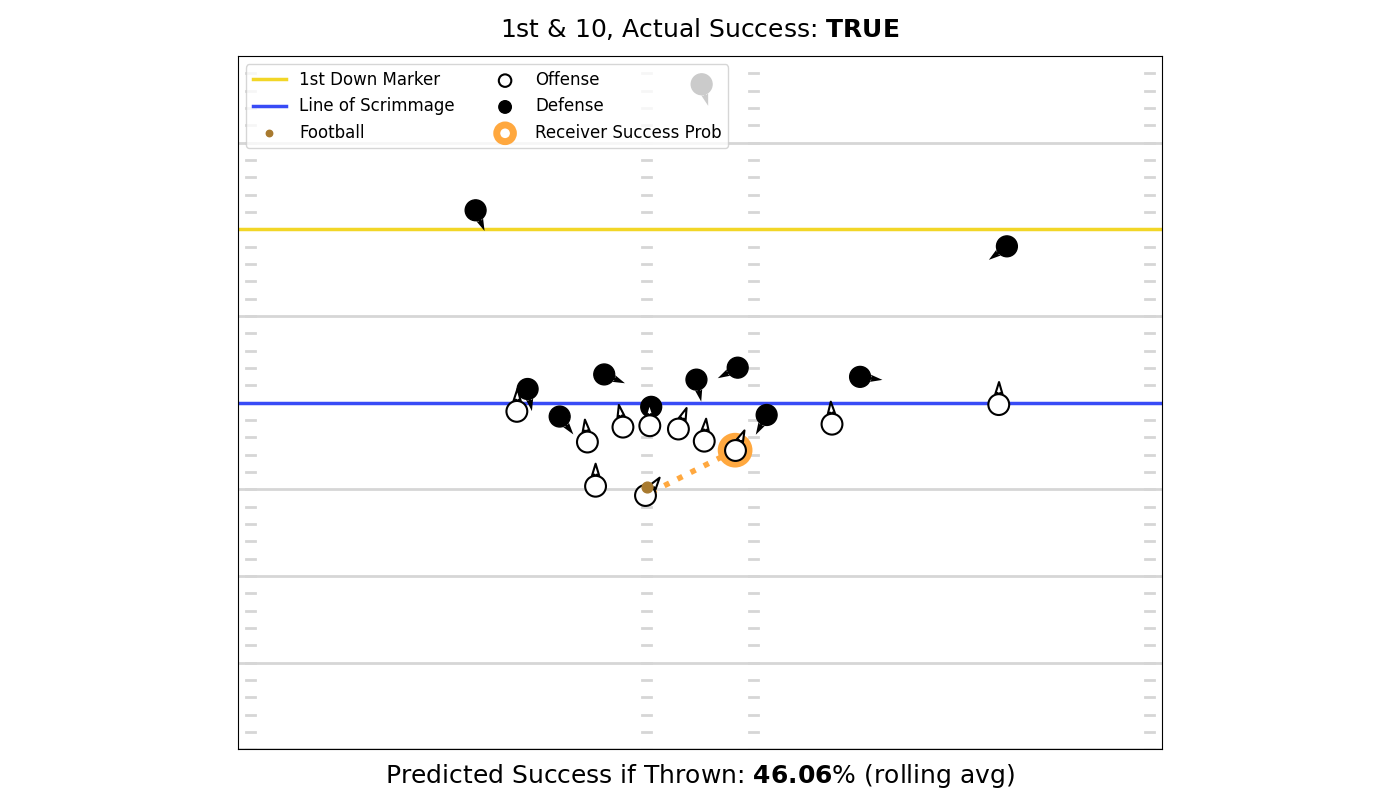 1st & 10, Actual Success: TRUE
1st Down Marker
Line of Scrimmage
Football
Offense
Defense
Receiver Success Prob
Predicted Success if Thrown: 46.06% (rolling avg)